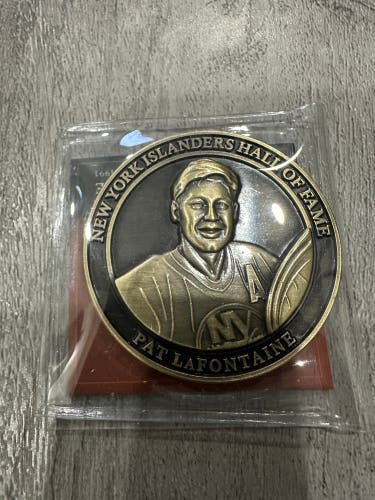 NEW YORK ISLANDERS HALL OF FAME
A
NY
PAT LAFONTAINE